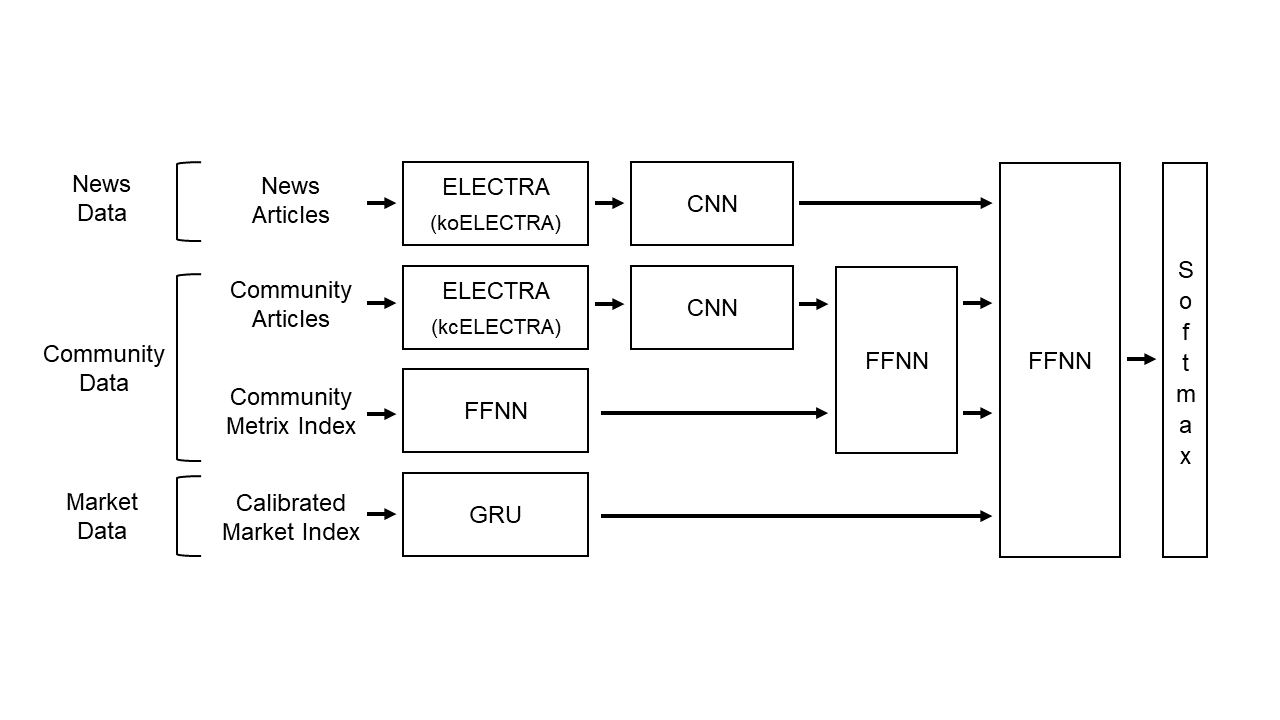 News
Data
News
Articles
ELECTRA
(koELECTRA)
CNN
Community
Data
Community
Articles
ELECTRA
(kcELECTRA)
CNN
Community
Metrix Index
FFNN
FFNN
Market
Data
Calibrated
Market Index
GRU
FFNN
Softmax